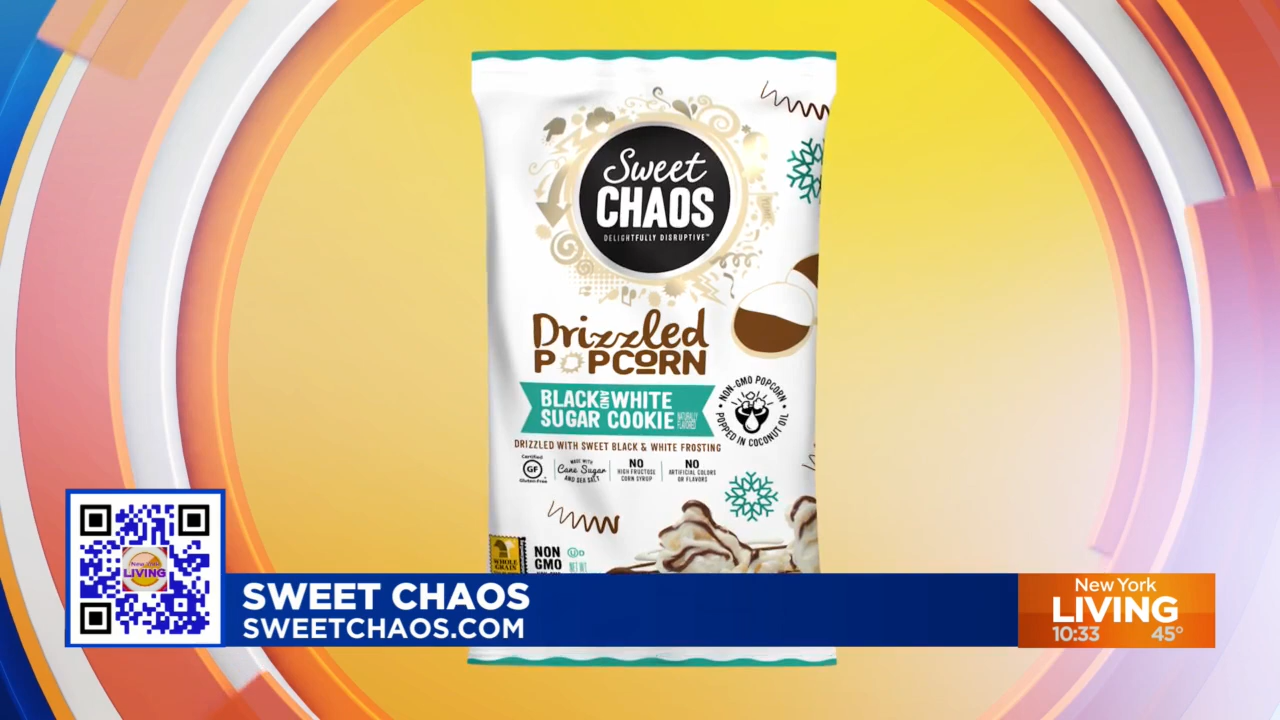 Sweet
CHAOS
DELIGHTFULLY DISRUPTIVE™
Drizzled
POPCORN
BLACK AND WHITE
SUGAR COOKIE
NATURALLY
FLAVORED
DRIZZLED WITH SWEET BLACK & WHITE FROSTING
NON-GMO POPCORN
POPPED IN COCONUT OIL
Certified
GF
Gluten-Free
MADE WITH
Cane Sugar
AND SEA SALT
NO
HIGH FRUCTOSE
CORN SYRUP
NO
ARTIFICIAL COLORS
OR FLAVORS
WHOLE
GRAIN
NON
GMO
U D
NET WT
New York
LIVING
SWEET CHAOS
SWEETCHAOS.COM
New York
LIVING
10:33 45°